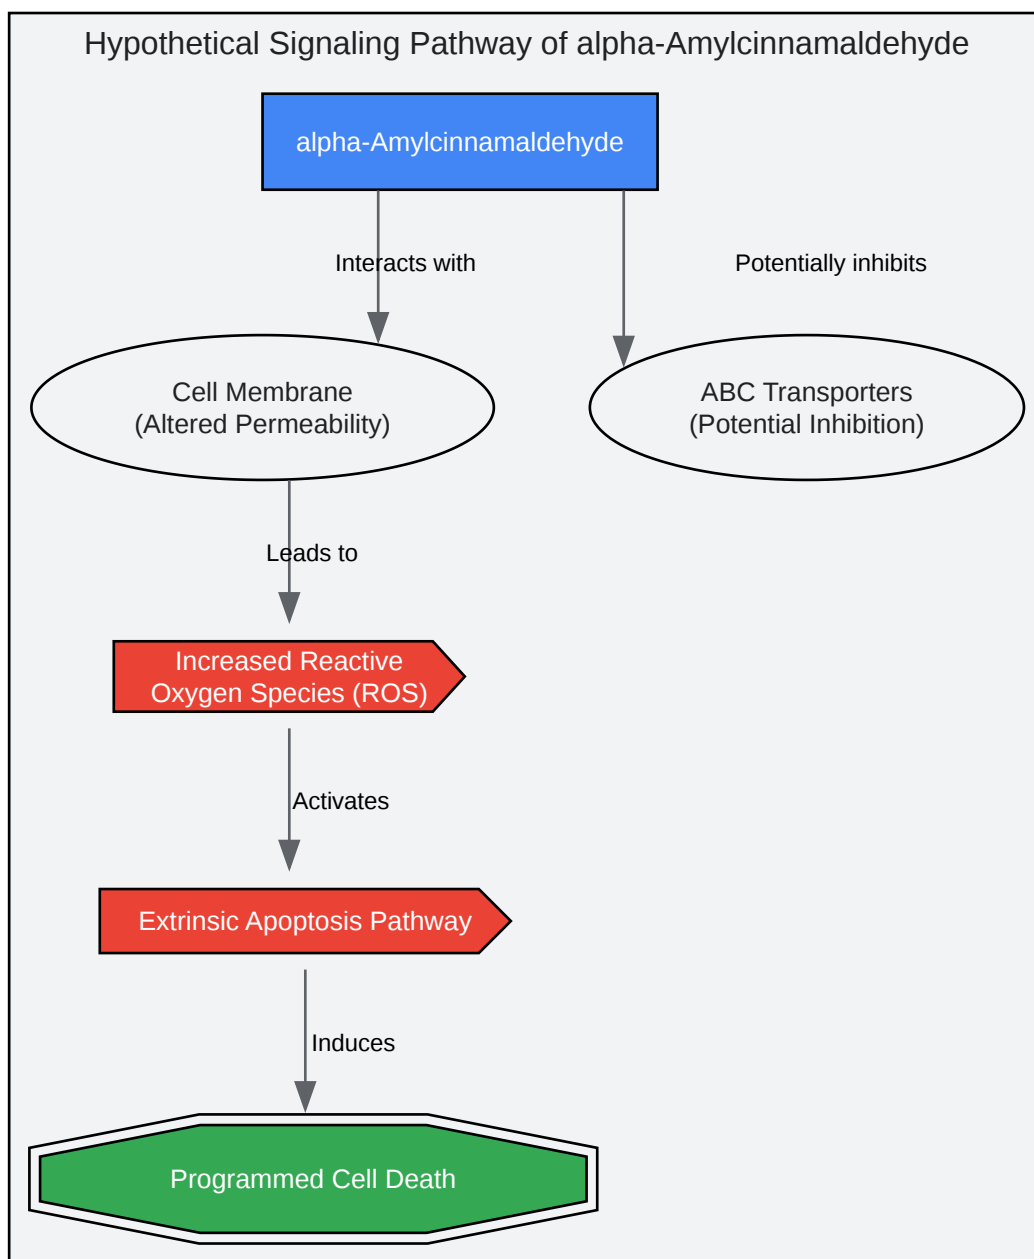 Hypothetical Signaling Pathway of alpha-Amylcinnamaldehyde
alpha-Amylcinnamaldehyde
Interacts with
Potentially inhibits
Cell Membrane
(Altered Permeability)
ABC Transporters
(Potential Inhibition)
Leads to
Increased Reactive
Oxygen Species (ROS)
Activates
Extrinsic Apoptosis Pathway
Induces
Programmed Cell Death